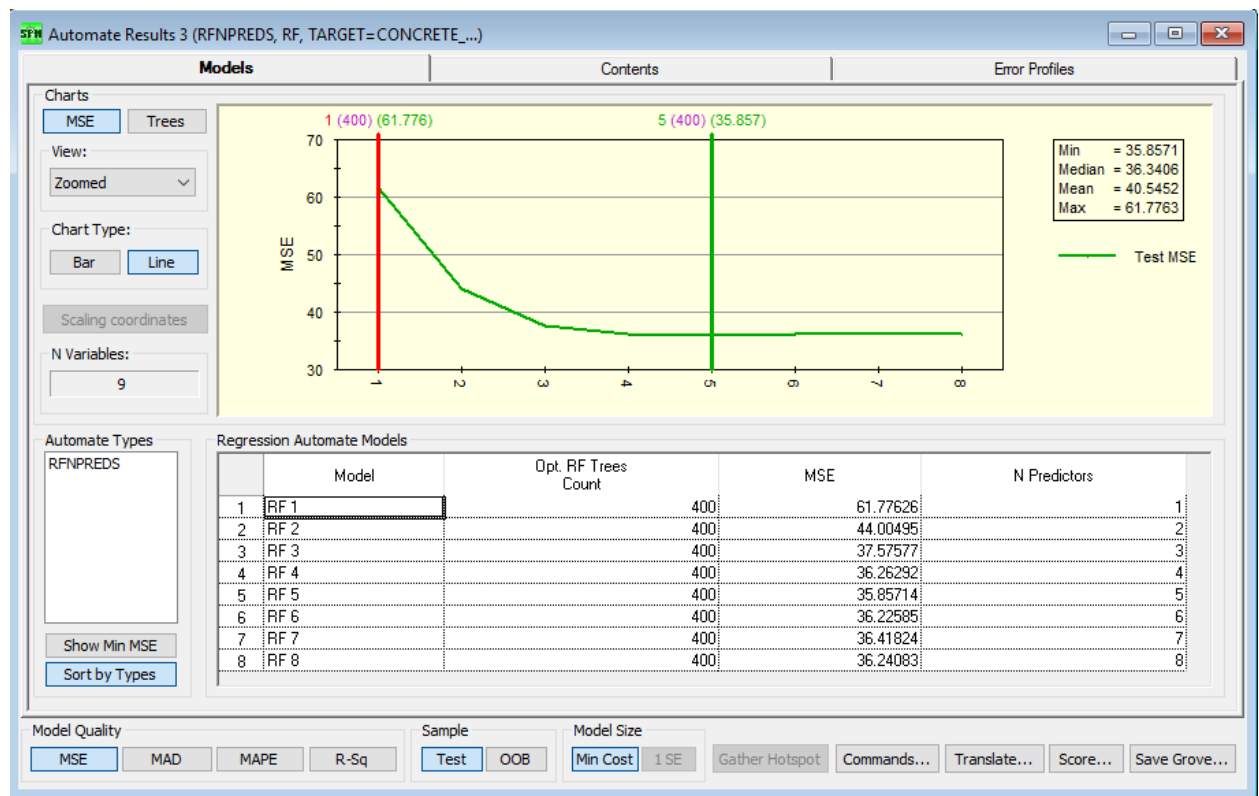 SPM Automate Results 3 (RFNPREDS, RF, TARGET=CONCRETE_...)
Models Contents Error Profiles
Charts
MSE Trees
View:
Zoomed
Chart Type:
Bar Line
Scaling coordinates
N Variables:
9
1 (400) (61.776) 5 (400) (35.857)
70
60
50
40
30
MSE
1 2 3 4 5 6 7 8
Min = 35.8571
Median = 36.3406
Mean = 40.5452
Max = 61.7763
Test MSE
Automate Types
RFNPREDS
Show Min MSE
Sort by Types
Regression Automate Models
Model Opt. RF Trees Count MSE N Predictors
1 RF 1 400 61.77626 1
2 RF 2 400 44.00495 2
3 RF 3 400 37.57577 3
4 RF 4 400 36.26292 4
5 RF 5 400 35.85714 5
6 RF 6 400 36.22585 6
7 RF 7 400 36.41824 7
8 RF 8 400 36.24083 8
Model Quality Sample Model Size
MSE MAD MAPE R-Sq Test OOB Min Cost 1 SE Gather Hotspot Commands... Translate... Score... Save Grove...